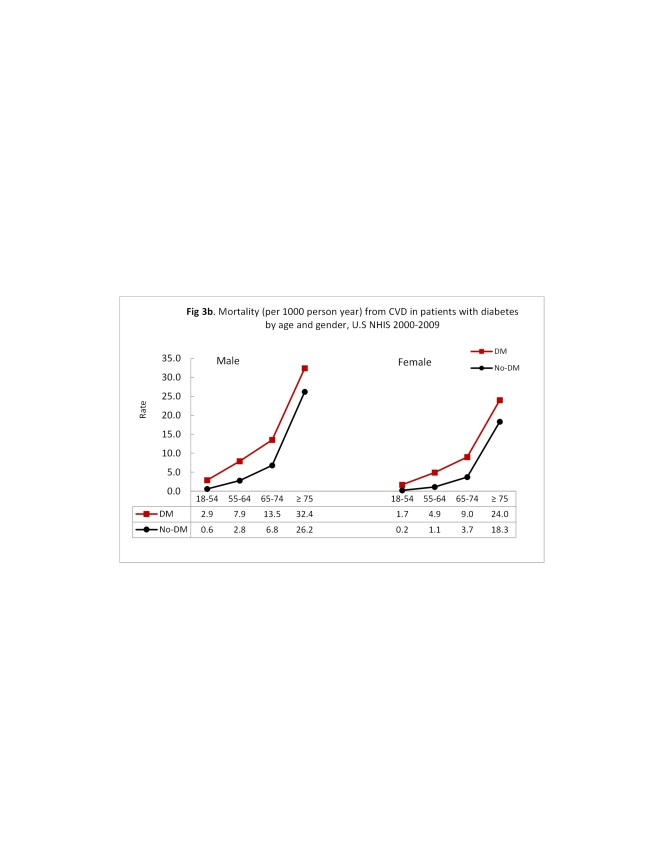 Fig 3b. Mortality (per 1000 person year) from CVD in patients with diabetes
by age and gender, U.S NHIS 2000-2009
DM
No-DM
Male
Female
Rate
35.0
30.0
25.0
20.0
15.0
10.0
5.0
0.0
18-54 55-64 65-74 ≥ 75 18-54 55-64 65-74 ≥ 75
DM 2.9 7.9 13.5 32.4 1.7 4.9 9.0 24.0
No-DM 0.6 2.8 6.8 26.2 0.2 1.1 3.7 18.3